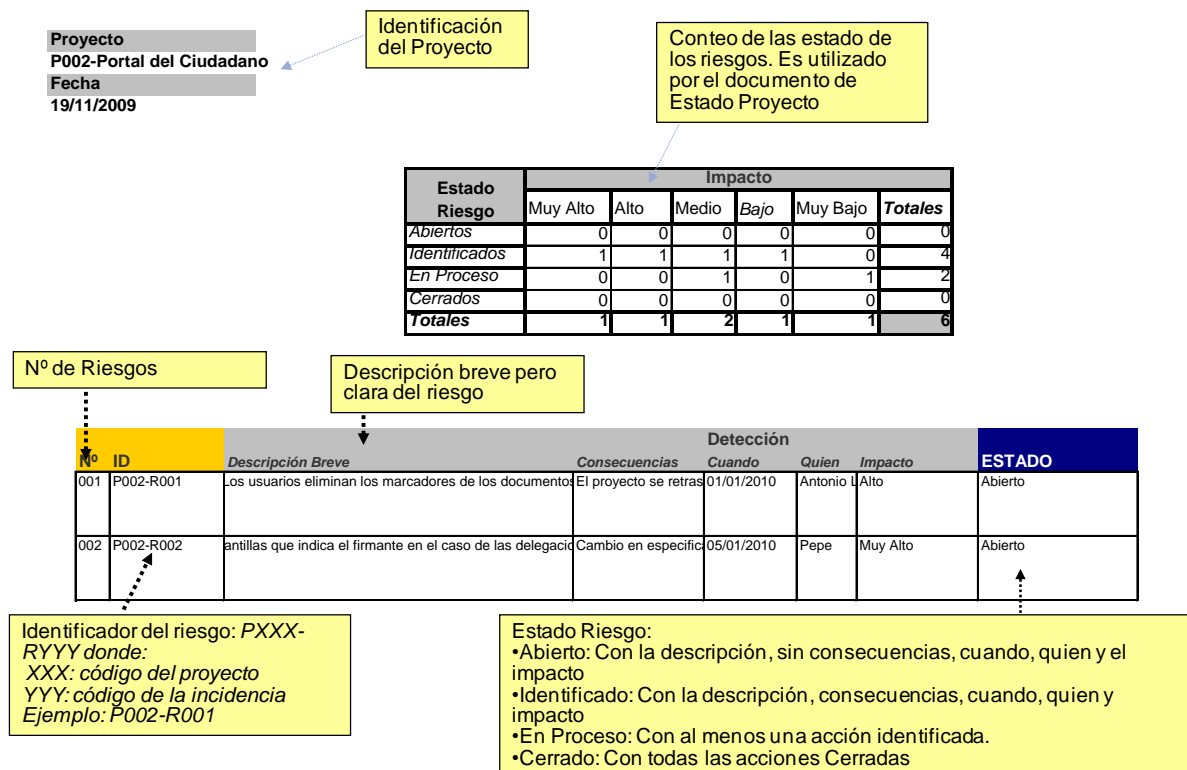 Proyecto
P002-Portal del Ciudadano
Fecha
19/11/2009
Identificación
del Proyecto
Conteo de las estado de
los riesgos. Es utilizado
por el documento de
Estado Proyecto
Estado
Riesgo
Impacto
Muy Alto Alto Medio Bajo Muy Bajo Totales
Abiertos 0 0 0 0 0 0
Identificados 1 1 1 1 0 4
En Proceso 0 0 1 0 1 2
Cerrados 0 0 0 0 0 0
Totales 1 1 2 1 1 6
Nº de Riesgos
Descripción breve pero
clara del riesgo
Detección
Nº ID Descripción Breve Consecuencias Cuando Quien Impacto ESTADO
001 P002-R001 Los usuarios eliminan los marcadores de los documentos El proyecto se retras 01/01/2010 Antonio L Alto Abierto
002 P002-R002 antillas que indica el firmante en el caso de las delegacio Cambio en especific 05/01/2010 Pepe Muy Alto Abierto
Identificador del riesgo: PXXX-
RYYY donde:
XXX: código del proyecto
YYY: código de la incidencia
Ejemplo: P002-R001
Estado Riesgo:
•Abierto: Con la descripción, sin consecuencias, cuando, quien y el
impacto
•Identificado: Con la descripción, consecuencias, cuando, quien y
impacto
•En Proceso: Con al menos una acción identificada.
•Cerrado: Con todas las acciones Cerradas